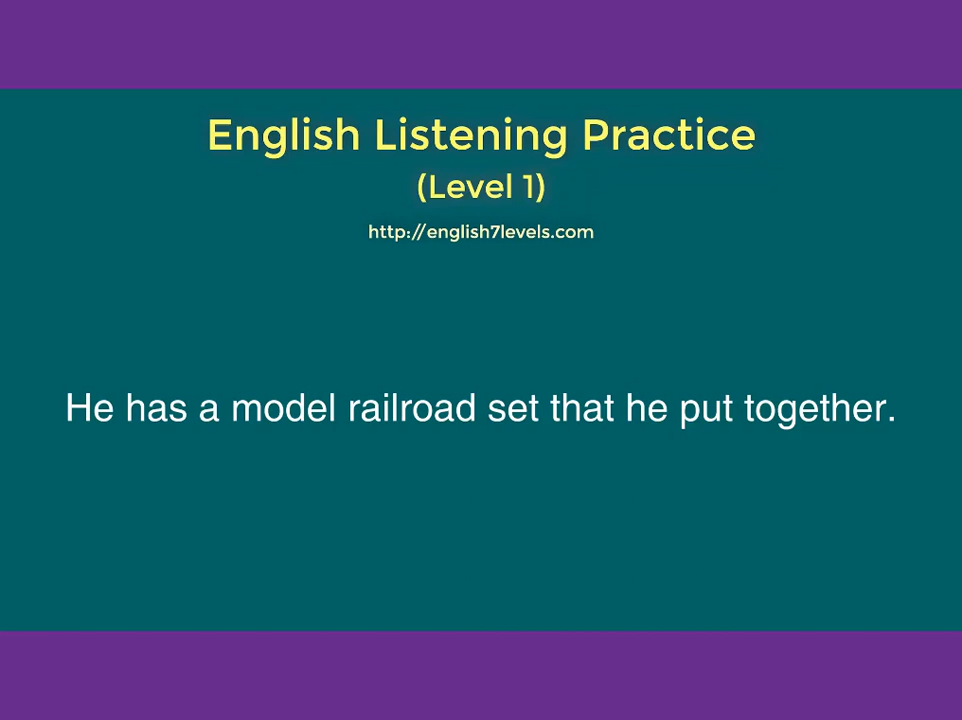 English Listening Practice
(Level 1)
http://english7levels.com
He has a model railroad set that he put together.